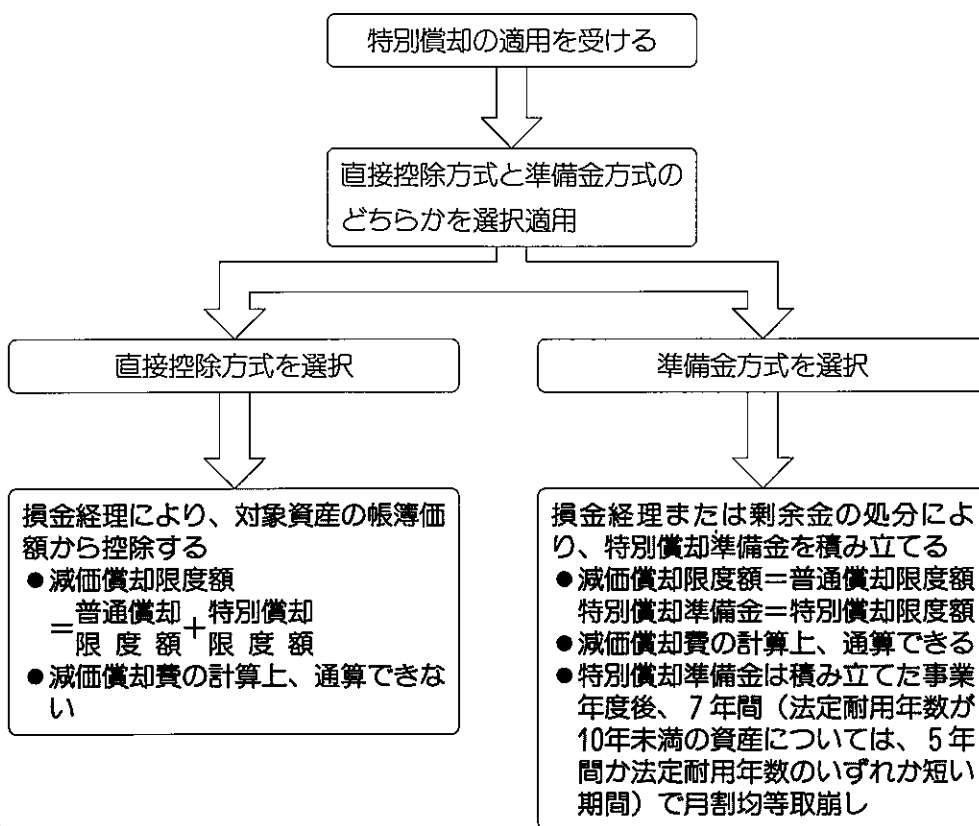 特別償却の適用を受ける
直接控除方式と準備金方式の
どちらかを選択適用
直接控除方式を選択
準備金方式を選択
損金経理により、対象資産の帳簿価
額から控除する
●減価償却限度額
＝普通償却限度額＋特別償却限度額
●減価償却費の計算上、通算できな
い
損金経理または剰余金の処分によ
り、特別償却準備金を積み立てる
●減価償却限度額＝普通償却限度額
特別償却準備金＝特別償却限度額
●減価償却費の計算上、通算できる
●特別償却準備金は積み立てた事業
年度後、7年間（法定耐用年数が
10年未満の資産については、5年
間か法定耐用年数のいずれか短い
期間）で月割均等取崩し